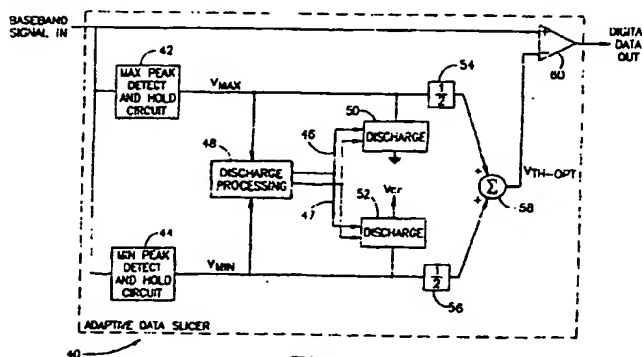 BASEBAND
SIGNAL IN
DIGITAL
DATA
OUT
42
MAX PEAK
DETECT
AND HOLD
CIRCUIT
VMAX
54
1/2
60
50
DISCHARGE
46
48
DISCHARGE
PROCESSING
47
52
Vcc
DISCHARGE
+
Σ
+
58
VTH-OPT
44
MIN PEAK
DETECT
AND HOLD
CIRCUIT
VMIN
1/2
56
ADAPTIVE DATA SLICER
40